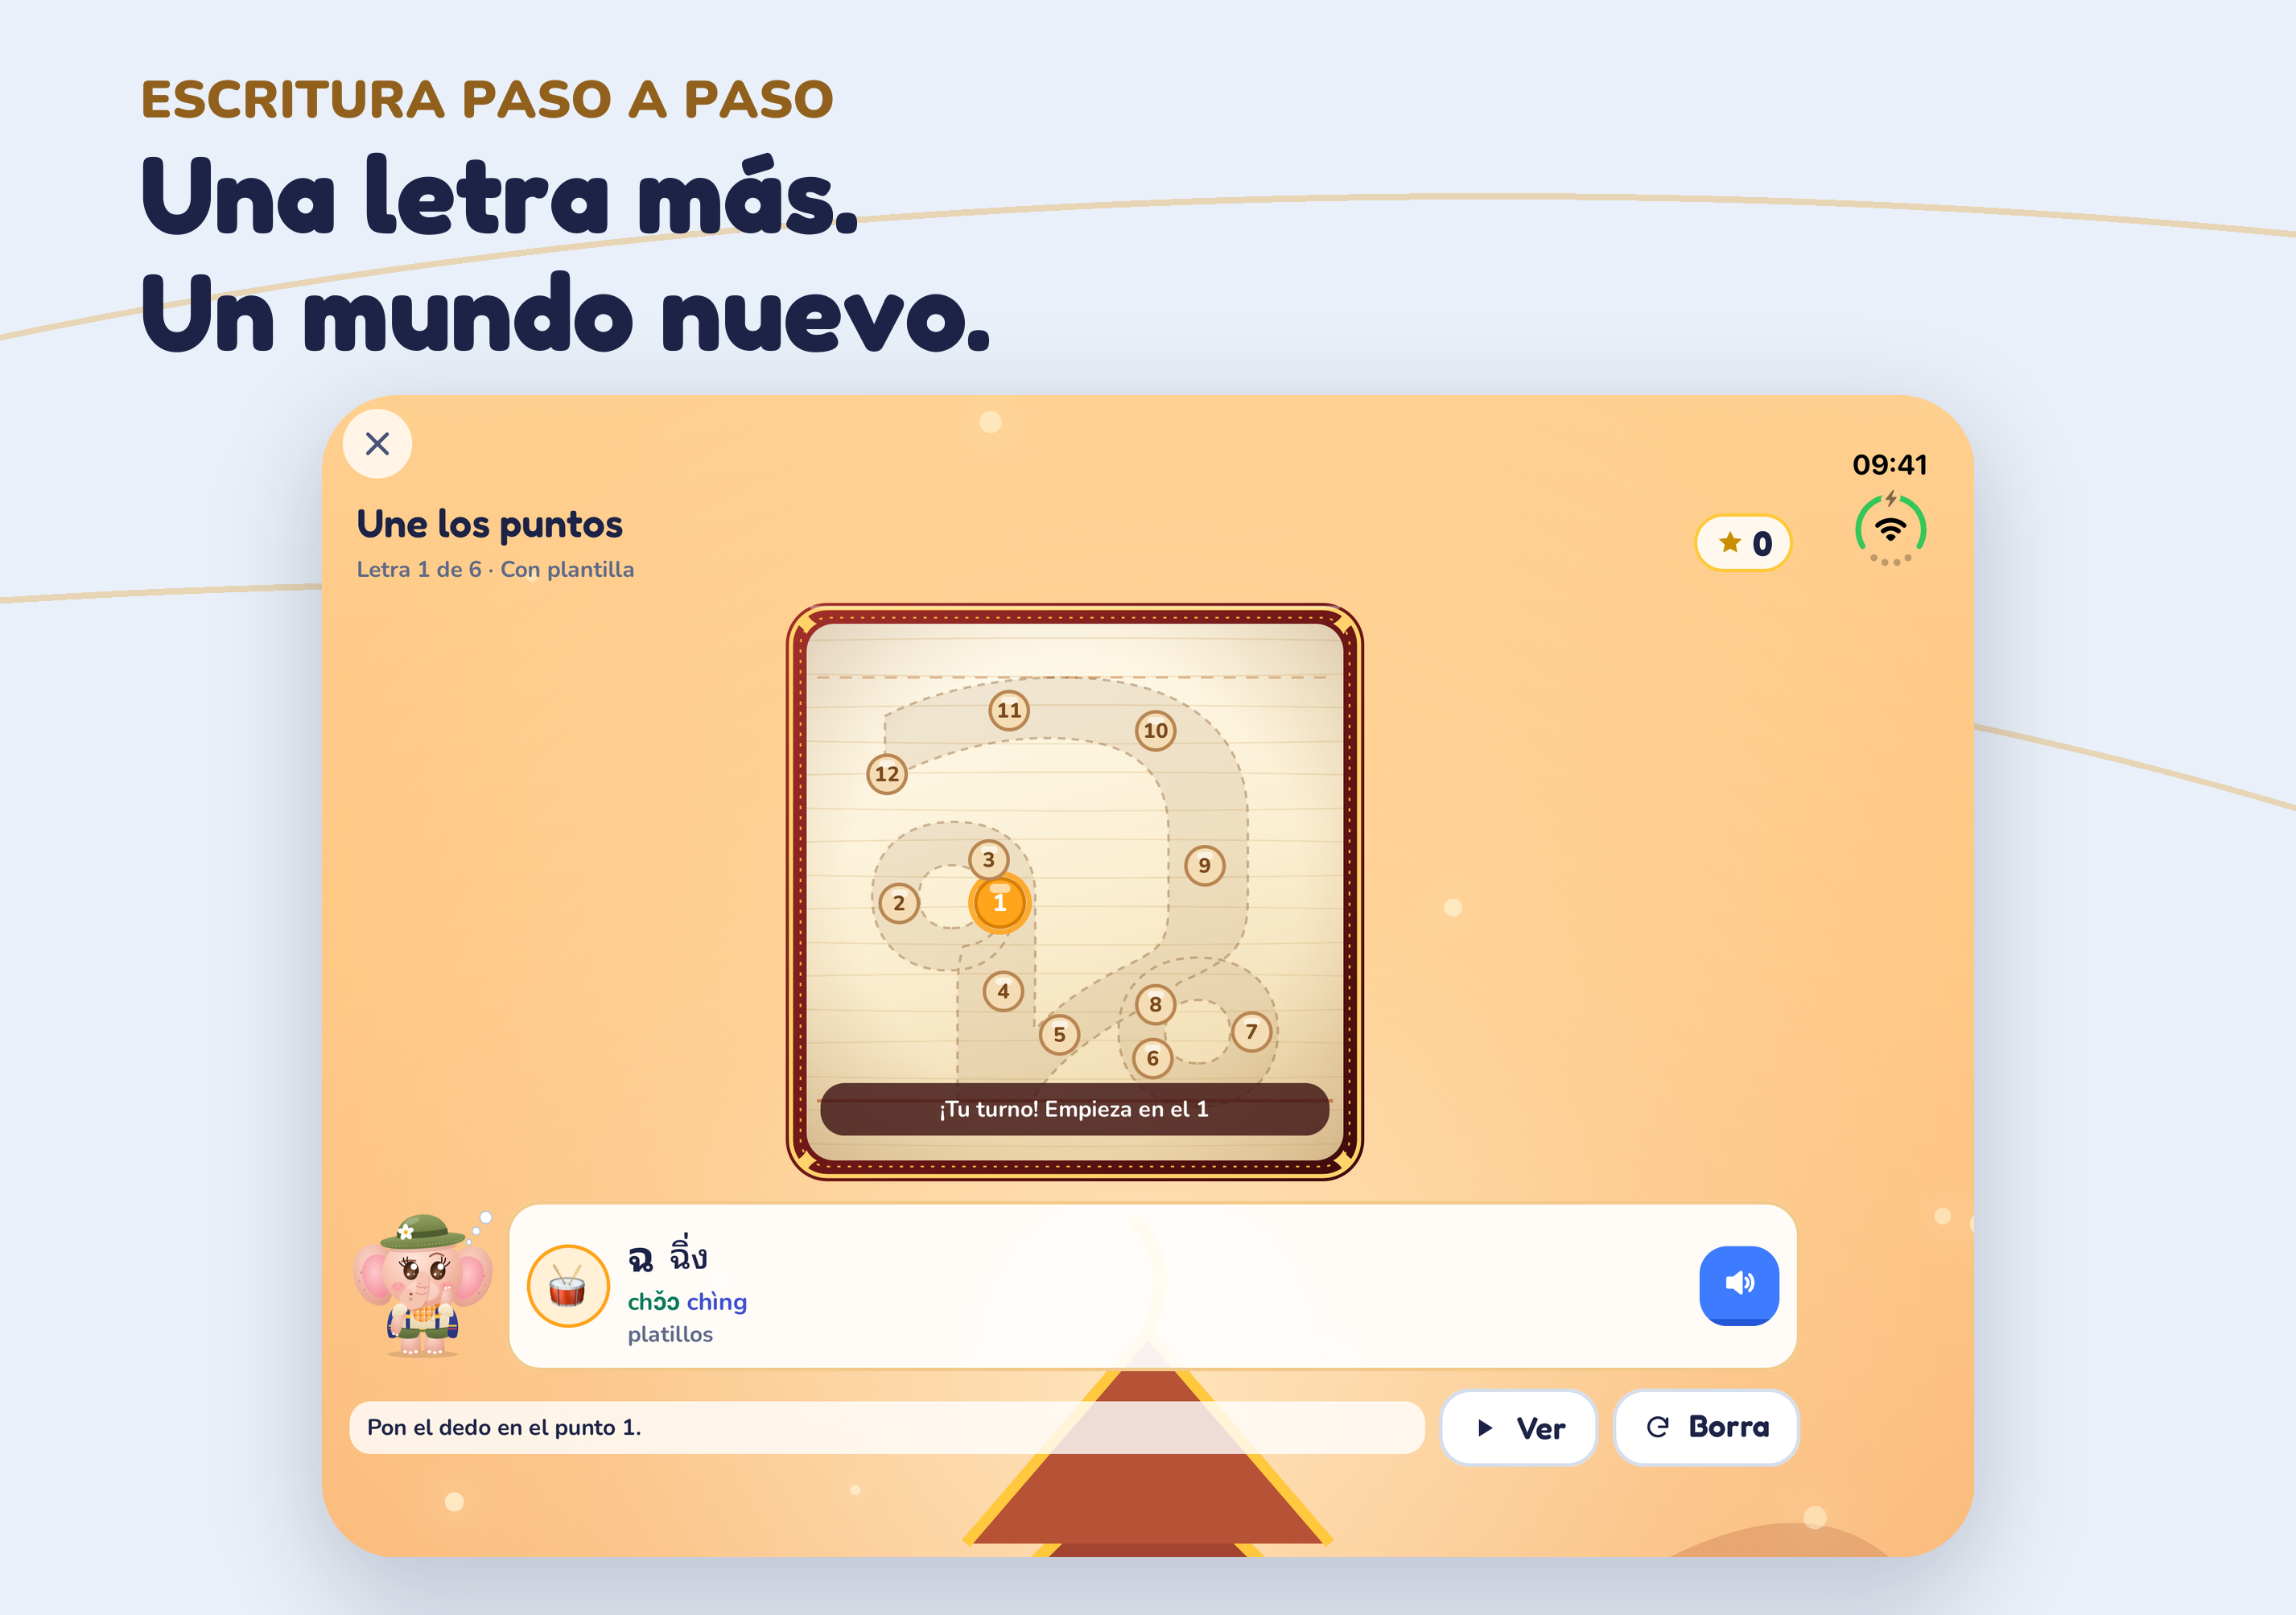 ESCRITURA PASO A PASO
Una letra más.
Un mundo nuevo.
09:41
Une los puntos
0
Letra 1 de 6 · Con plantilla
11
10
12
3
9
2
1
4
8
5
7
6
¡Tu turno! Empieza en el 1
ฉ ฉิ่ง
chɔ̌ɔ chìng
platillos
Pon el dedo en el punto 1.
Ver
Borra